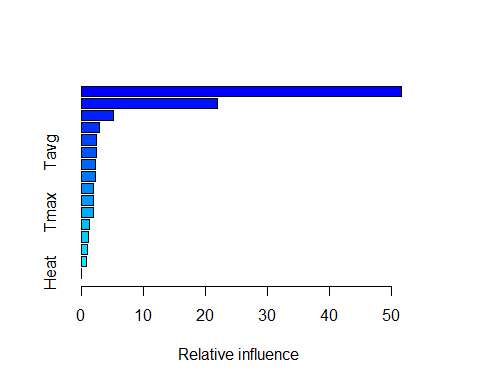 Tavg
Tmax
Heat
0 10 20 30 40 50
Relative influence